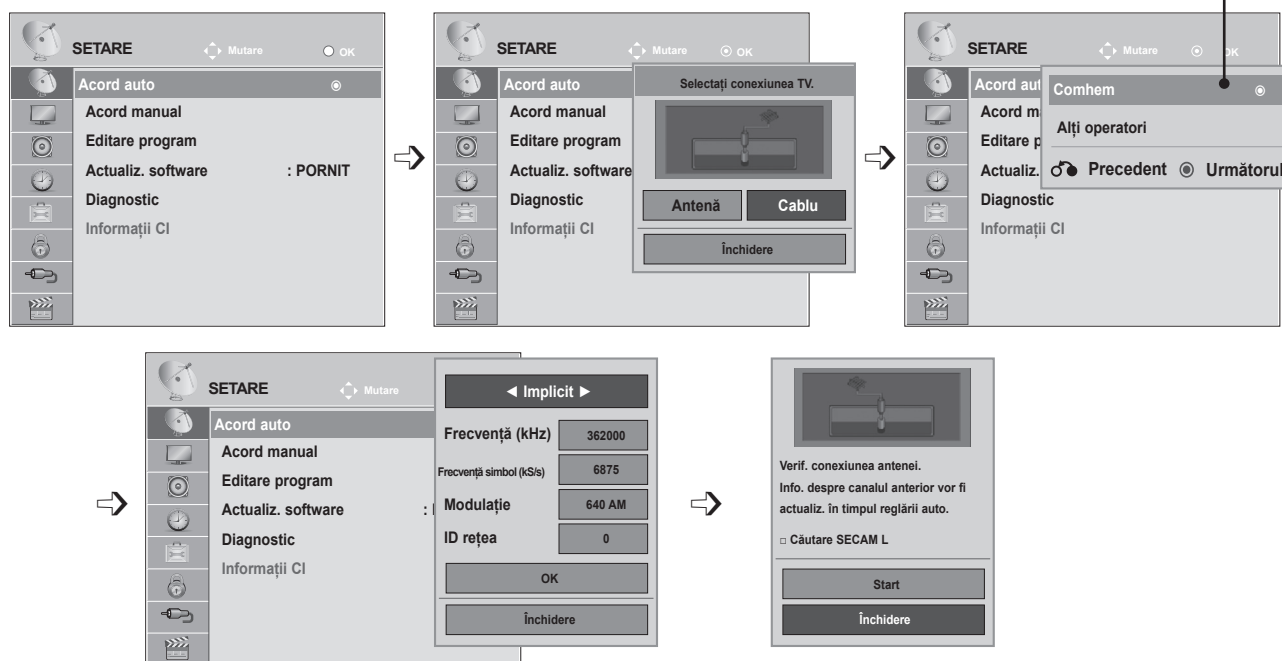 SETARE
Mutare
OK
Acord auto
Acord manual
Editare program
Actualiz. software : PORNIT
Diagnostic
Informații CI
SETARE
Mutare
OK
Acord auto
Acord manual
Editare program
Actualiz. software
Diagnostic
Informații CI
Selectați conexiunea TV.
Antenă
Cablu
Închidere
SETARE
Mutare
OK
Acord aut
Acord m
Editare p
Actualiz.
Diagnostic
Informații CI
Comhem
Alți operatori
Precedent
Următorul
SETARE
Mutare
Acord auto
Acord manual
Editare program
Actualiz. software :
Diagnostic
Informații CI
◄ Implicit ►
Frecvență (kHz) 362000
Frecvență simbol (kS/s) 6875
Modulație 640 AM
ID rețea 0
OK
Închidere
Verif. conexiunea antenei.
Info. despre canalul anterior vor fi
actualiz. în timpul reglării auto.
□ Căutare SECAM L
Start
Închidere